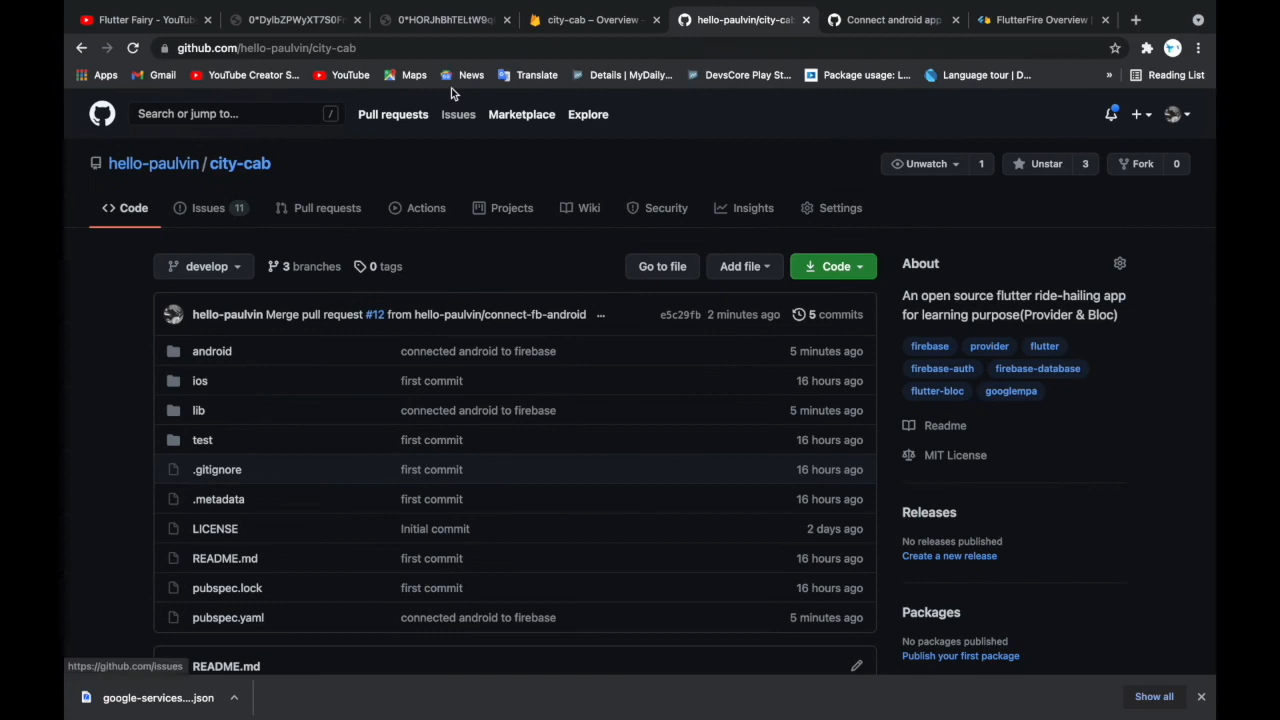 Flutter Fairy - YouTub
0*DylbZPWyXT7S0Fr
0*HORJhBhTELtW9q
city-cab – Overview –
hello-paulvin/city-cab:
Connect android app
FlutterFire Overview |
github.com/hello-paulvin/city-cab
Apps
Gmail
YouTube Creator S...
YouTube
Maps
News
Translate
Details | MyDaily...
DevsCore Play St...
Package usage: L...
Language tour | D...
»
Reading List
Search or jump to...
/
Pull requests
Issues
Marketplace
Explore
hello-paulvin / city-cab
Unwatch
1
Unstar
3
Fork
0
Code
Issues 11
Pull requests
Actions
Projects
Wiki
Security
Insights
Settings
develop
3 branches
0 tags
Go to file
Add file
Code
About
An open source flutter ride-hailing app
for learning purpose(Provider & Bloc)
firebase provider flutter
firebase-auth firebase-database
flutter-bloc googlempa
Readme
MIT License
hello-paulvin Merge pull request #12 from hello-paulvin/connect-fb-android ... e5c29fb 2 minutes ago 5 commits
android connected android to firebase 5 minutes ago
ios first commit 16 hours ago
lib connected android to firebase 5 minutes ago
test first commit 16 hours ago
.gitignore first commit 16 hours ago
.metadata first commit 16 hours ago
LICENSE Initial commit 2 days ago
README.md first commit 16 hours ago
pubspec.lock first commit 16 hours ago
pubspec.yaml connected android to firebase 5 minutes ago
Releases
No releases published
Create a new release
Packages
No packages published
Publish your first package
README.md
https://github.com/issues
google-services....json
Show all